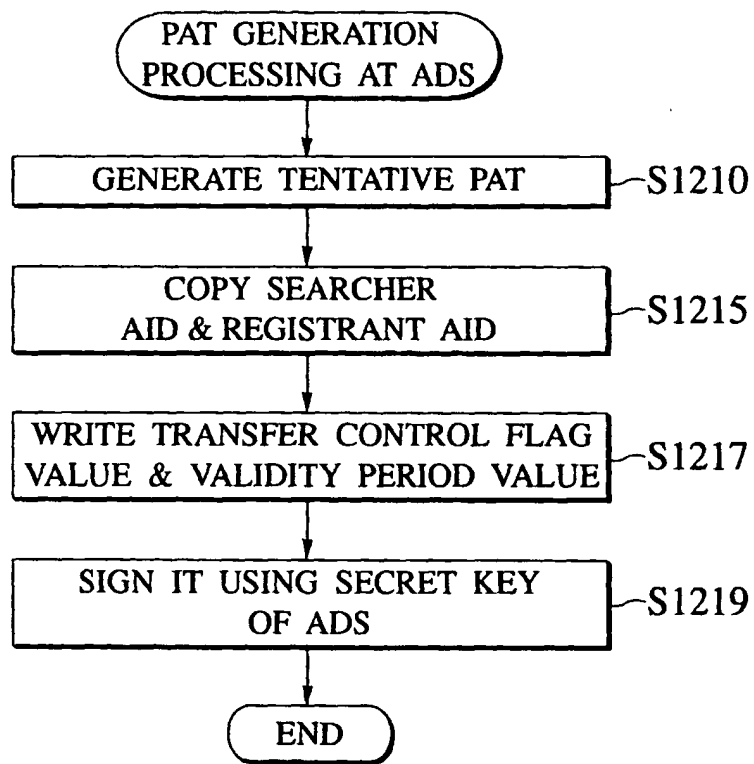 PAT GENERATION
PROCESSING AT ADS
GENERATE TENTATIVE PAT
S1210
COPY SEARCHER
AID & REGISTRANT AID
S1215
WRITE TRANSFER CONTROL FLAG
VALUE & VALIDITY PERIOD VALUE
S1217
SIGN IT USING SECRET KEY
OF ADS
S1219
END